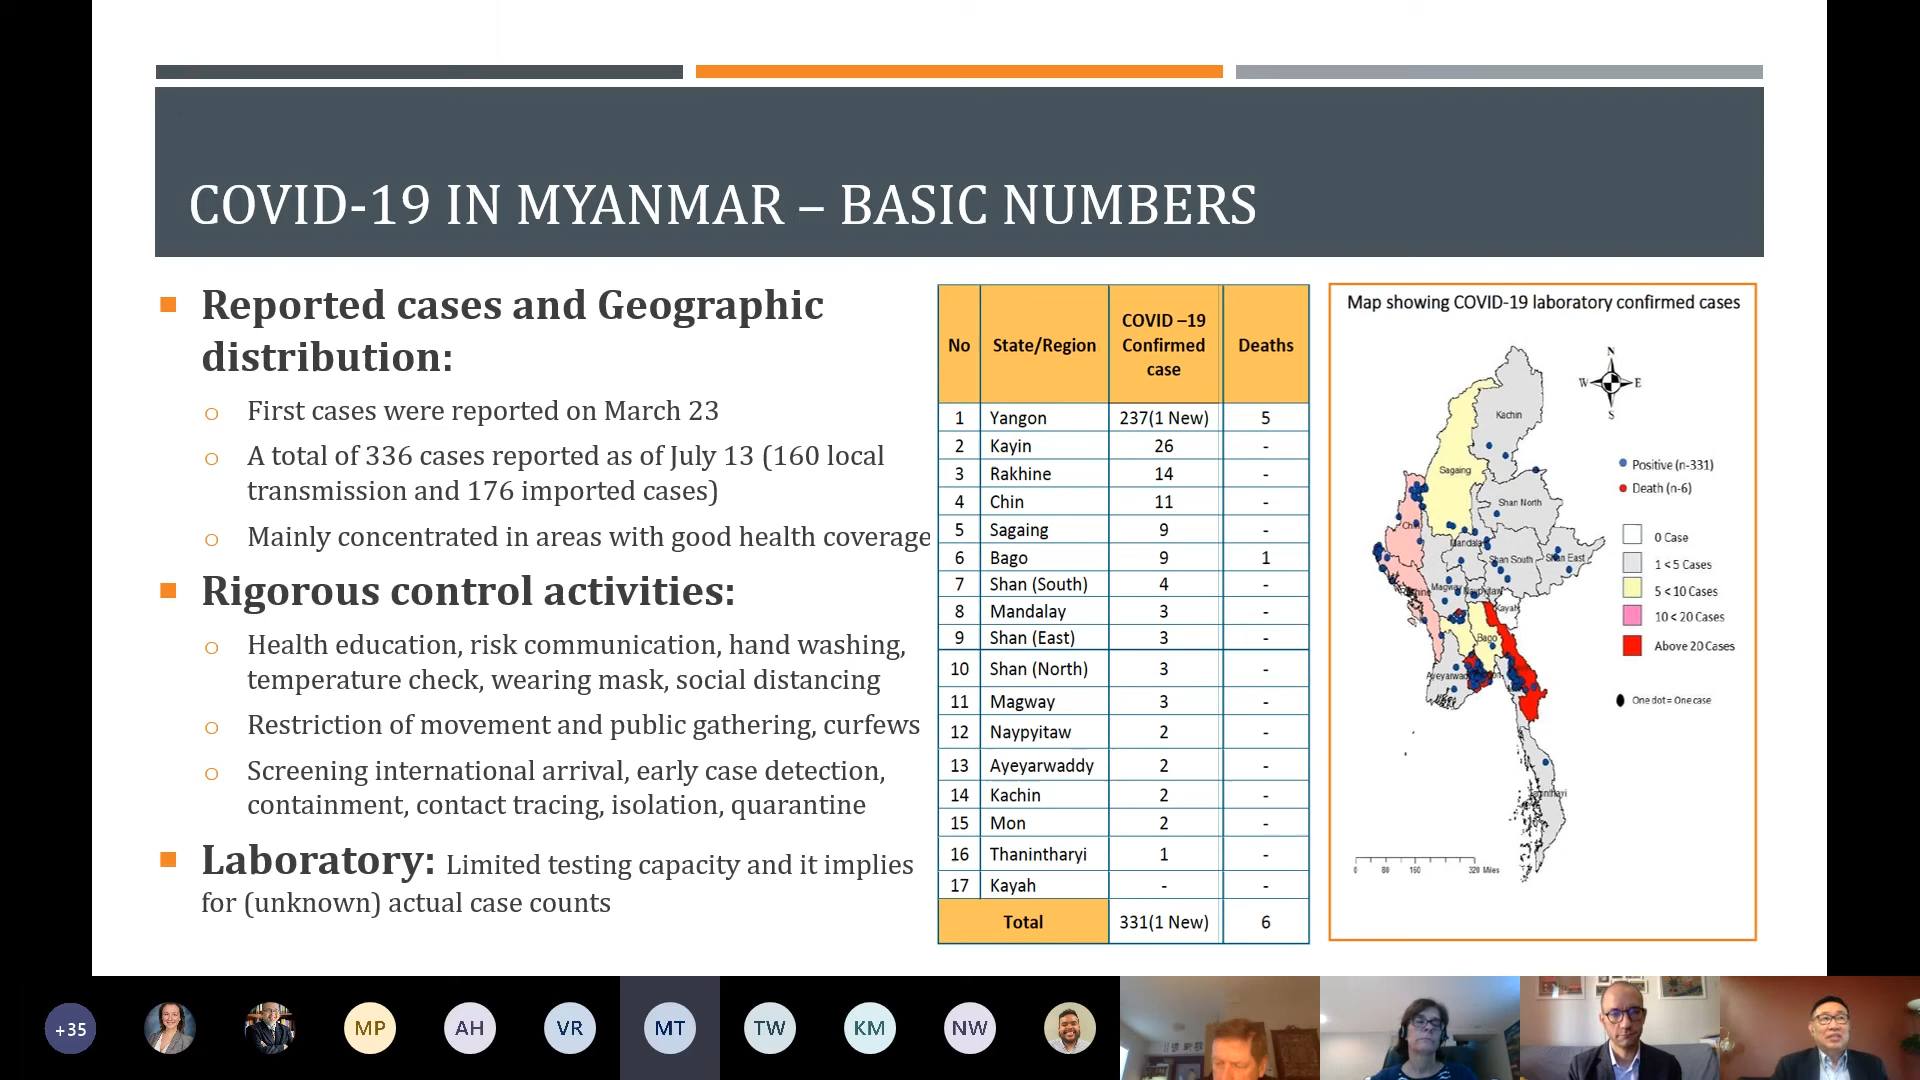 COVID-19 IN MYANMAR – BASIC NUMBERS
Reported cases and Geographic
distribution:
First cases were reported on March 23
A total of 336 cases reported as of July 13 (160 local
transmission and 176 imported cases)
Mainly concentrated in areas with good health coverage
Rigorous control activities:
Health education, risk communication, hand washing,
temperature check, wearing mask, social distancing
Restriction of movement and public gathering, curfews
Screening international arrival, early case detection,
containment, contact tracing, isolation, quarantine
Laboratory: Limited testing capacity and it implies
for (unknown) actual case counts
No State/Region COVID –19 Confirmed case Deaths
1 Yangon 237(1 New) 5
2 Kayin 26 -
3 Rakhine 14 -
4 Chin 11 -
5 Sagaing 9 -
6 Bago 9 1
7 Shan (South) 4 -
8 Mandalay 3 -
9 Shan (East) 3 -
10 Shan (North) 3 -
11 Magway 3 -
12 Naypyitaw 2 -
13 Ayeyarwaddy 2 -
14 Kachin 2 -
15 Mon 2 -
16 Thanintharyi 1 -
17 Kayah - -
Total 331(1 New) 6
Map showing COVID-19 laboratory confirmed cases
N
W E
S
Kachin
Sagaing
Shan North
Shan South
Shan East
Kayah
Bago
Positive (n-331)
Death (n-6)
0 Case
1 < 5 Cases
5 < 10 Cases
10 < 20 Cases
Above 20 Cases
One dot = One case
0 80 160 320 Miles
+35 MP AH VR MT TW KM NW